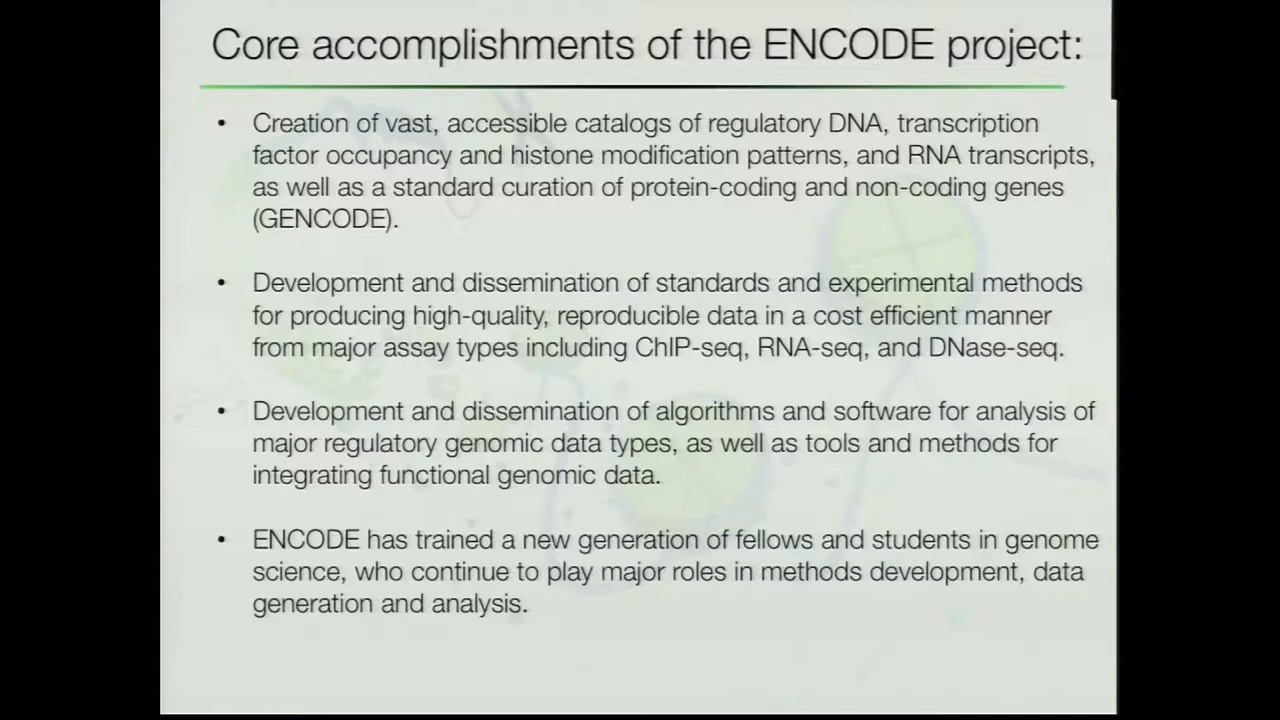 Core accomplishments of the ENCODE project:
• Creation of vast, accessible catalogs of regulatory DNA, transcription
factor occupancy and histone modification patterns, and RNA transcripts,
as well as a standard curation of protein-coding and non-coding genes
(GENCODE).
• Development and dissemination of standards and experimental methods
for producing high-quality, reproducible data in a cost efficient manner
from major assay types including ChIP-seq, RNA-seq, and DNase-seq.
• Development and dissemination of algorithms and software for analysis of
major regulatory genomic data types, as well as tools and methods for
integrating functional genomic data.
• ENCODE has trained a new generation of fellows and students in genome
science, who continue to play major roles in methods development, data
generation and analysis.